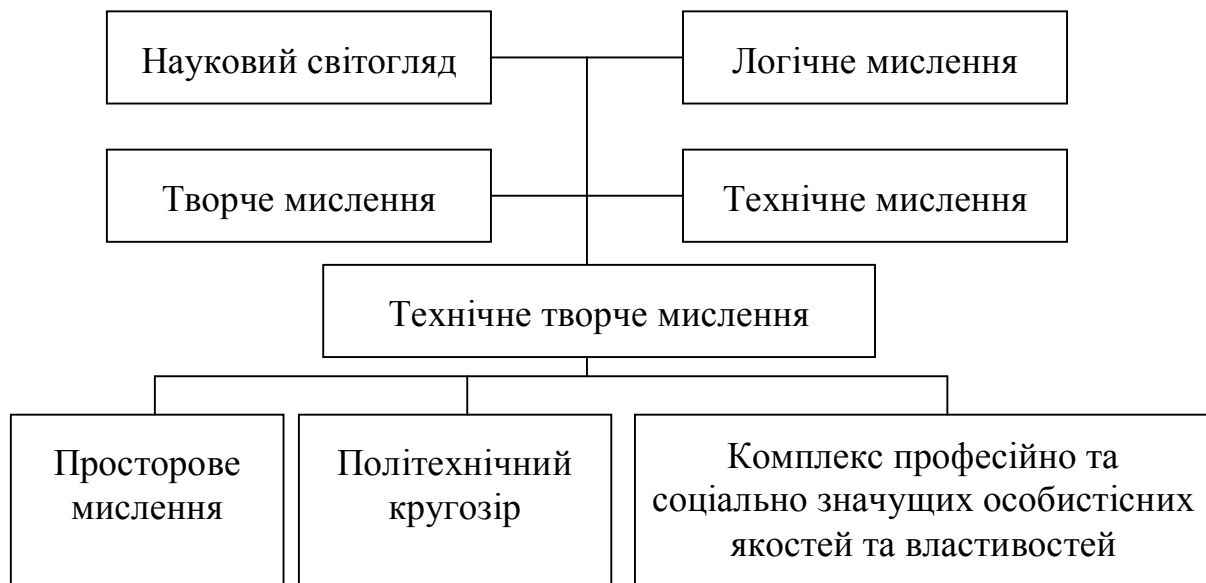 Науковий світогляд
Логічне мислення
Творче мислення
Технічне мислення
Технічне творче мислення
Просторове
мислення
Політехнічний
кругозір
Комплекс професійно та
соціально значущих особистісних
якостей та властивостей